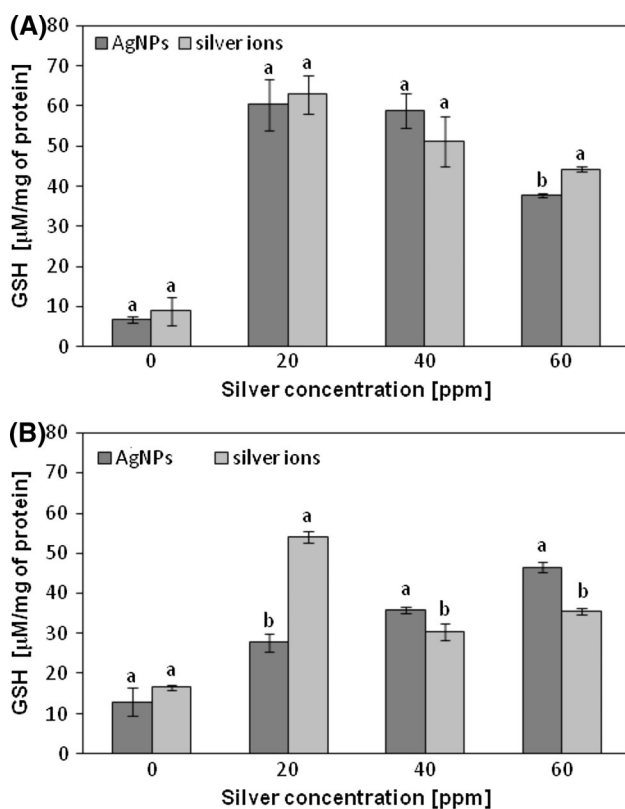 (A)
80
AgNPs silver ions
70
60
50
40
30
20
10
0
a a a a a a b a
0 20 40 60
GSH [µM/mg of protein]
Silver concentration [ppm]
(B)
80
AgNPs silver ions
70
60
50
40
30
20
10
0
a a b a a b a b
0 20 40 60
GSH [µM/mg of protein]
Silver concentration [ppm]